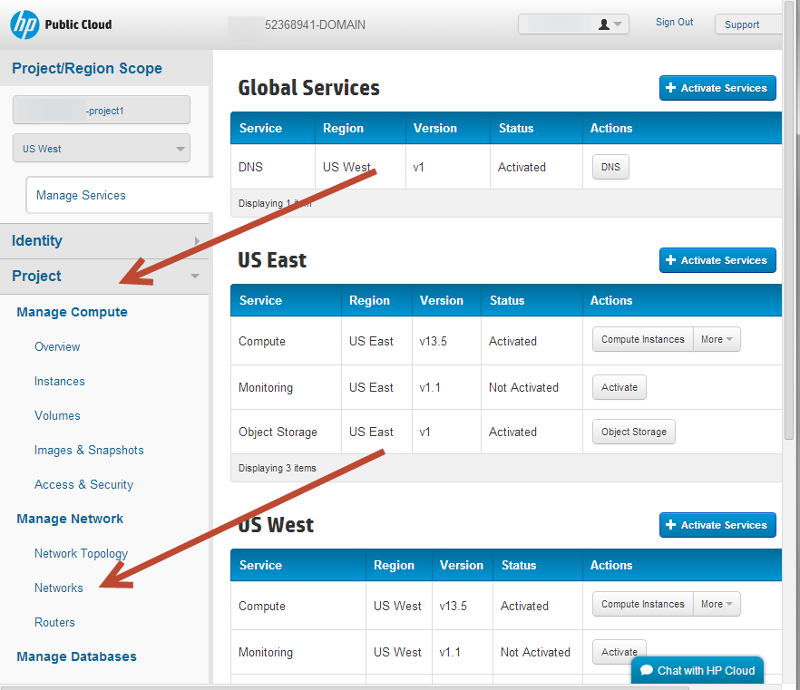 hp Public Cloud
52368941-DOMAIN
Sign Out
Support
Project/Region Scope
-project1
US West
Manage Services
Identity
Project
Manage Compute
Overview
Instances
Volumes
Images & Snapshots
Access & Security
Manage Network
Network Topology
Networks
Routers
Manage Databases
Global Services
+ Activate Services
Service Region Version Status Actions
DNS US West v1 Activated DNS
Displaying 1 item
US East
+ Activate Services
Service Region Version Status Actions
Compute US East v13.5 Activated Compute Instances More
Monitoring US East v1.1 Not Activated Activate
Object Storage US East v1 Activated Object Storage
Displaying 3 items
US West
+ Activate Services
Service Region Version Status Actions
Compute US West v13.5 Activated Compute Instances More
Monitoring US West v1.1 Not Activated Activate
Chat with HP Cloud